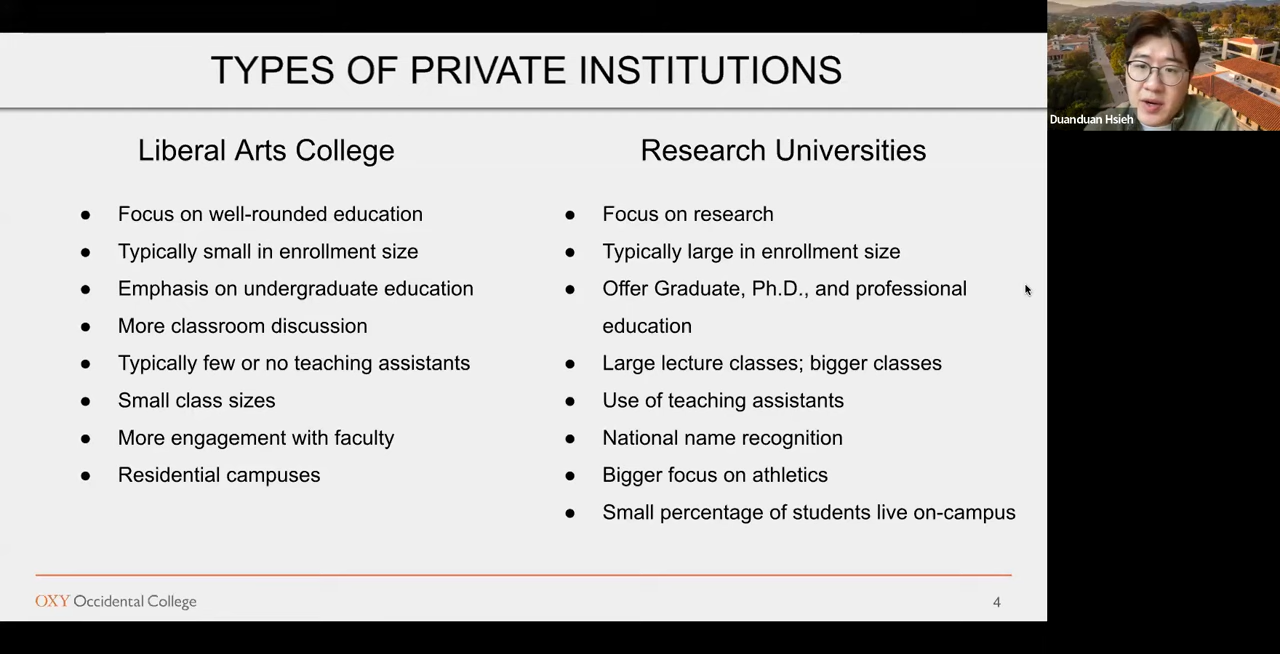 TYPES OF PRIVATE INSTITUTIONS
Liberal Arts College
● Focus on well-rounded education
● Typically small in enrollment size
● Emphasis on undergraduate education
● More classroom discussion
● Typically few or no teaching assistants
● Small class sizes
● More engagement with faculty
● Residential campuses
Research Universities
● Focus on research
● Typically large in enrollment size
● Offer Graduate, Ph.D., and professional
education
● Large lecture classes; bigger classes
● Use of teaching assistants
● National name recognition
● Bigger focus on athletics
● Small percentage of students live on-campus
OXY Occidental College
4
Duanduan Hsieh